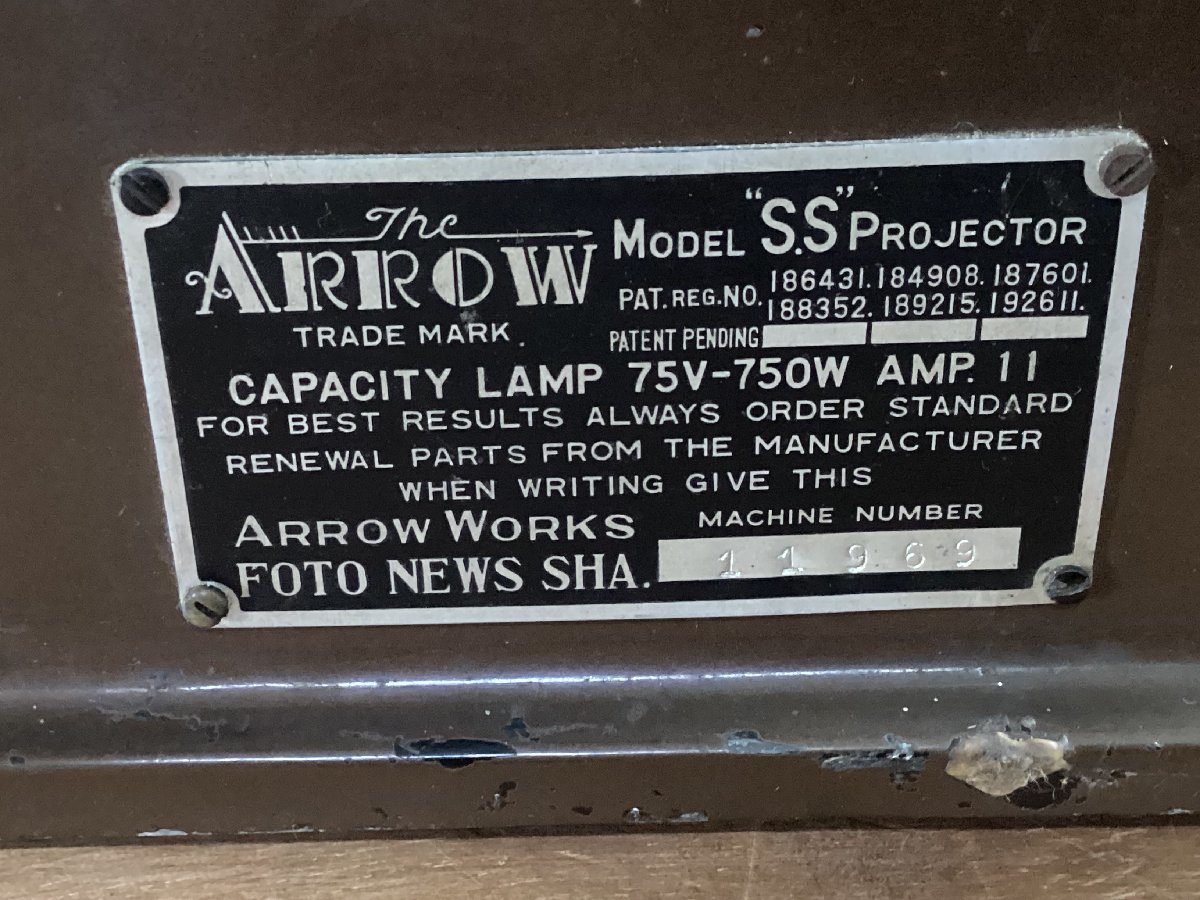 The
ARROW
TRADE MARK.
MODEL "S.S" PROJECTOR
PAT. REG. NO. 186431. 184908. 187601.
188352. 189215. 192611.
PATENT PENDING
CAPACITY LAMP 75V-750W AMP. 11
FOR BEST RESULTS ALWAYS ORDER STANDARD
RENEWAL PARTS FROM THE MANUFACTURER
WHEN WRITING GIVE THIS
MACHINE NUMBER
11969
ARROW WORKS
FOTO NEWS SHA.